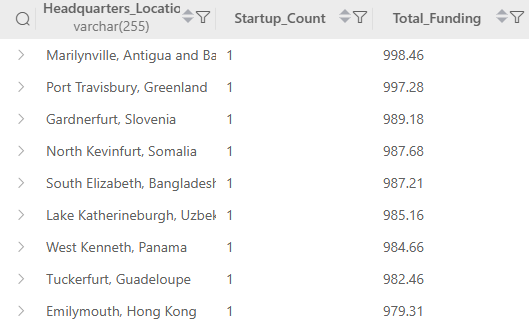 Headquarters_Locatio
varchar(255)
Startup_Count
Total_Funding
Marilynville, Antigua and Ba 1 998.46
Port Travisbury, Greenland 1 997.28
Gardnerfurt, Slovenia 1 989.18
North Kevinfurt, Somalia 1 987.68
South Elizabeth, Bangladesh 1 987.21
Lake Katherineburgh, Uzbek 1 985.16
West Kenneth, Panama 1 984.66
Tuckerfurt, Guadeloupe 1 982.46
Emilymouth, Hong Kong 1 979.31